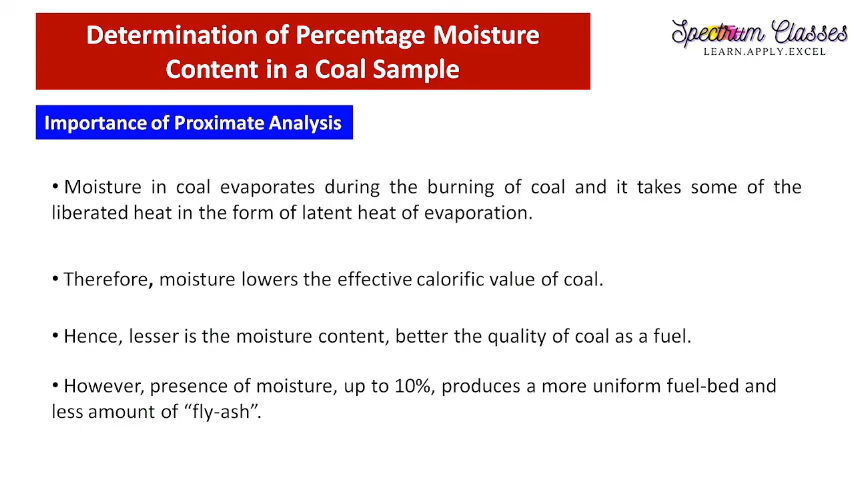 Determination of Percentage Moisture
Content in a Coal Sample
Spectrum Classes
LEARN.APPLY.EXCEL
Importance of Proximate Analysis
• Moisture in coal evaporates during the burning of coal and it takes some of the
liberated heat in the form of latent heat of evaporation.
• Therefore, moisture lowers the effective calorific value of coal.
• Hence, lesser is the moisture content, better the quality of coal as a fuel.
• However, presence of moisture, up to 10%, produces a more uniform fuel-bed and
less amount of “fly-ash”.